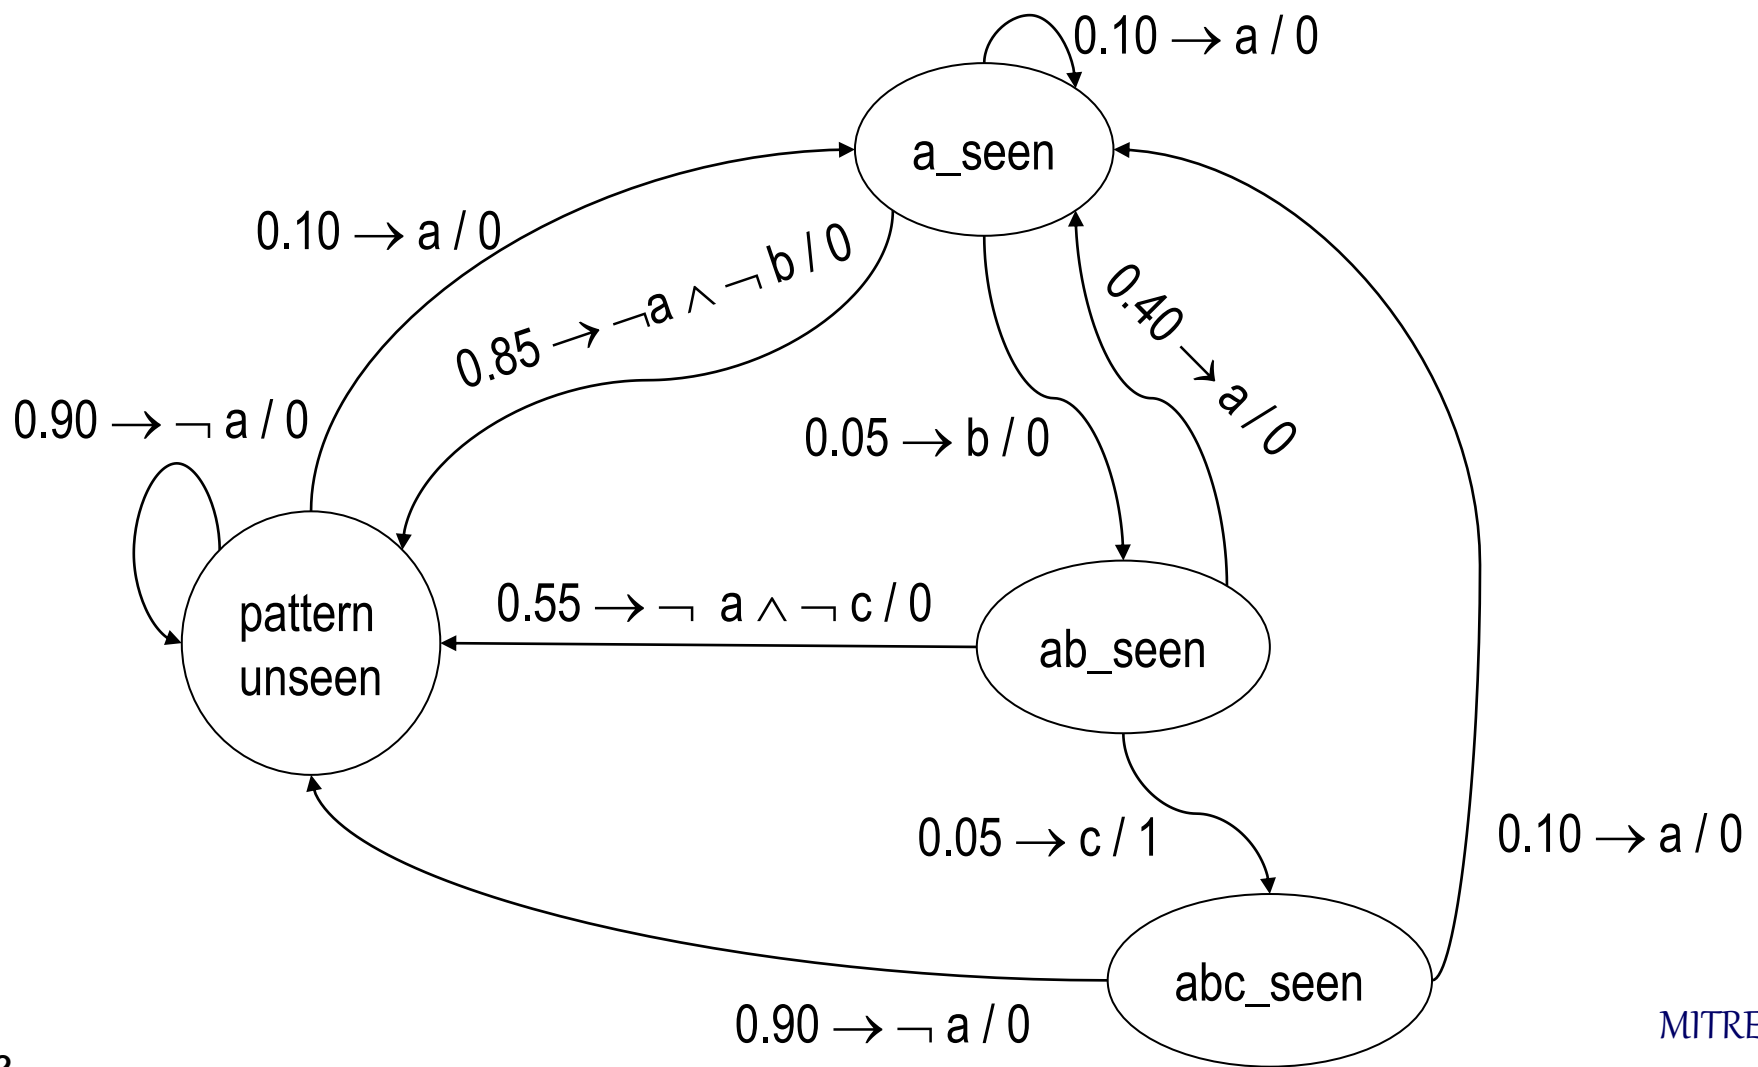 0.10 → a / 0
a_seen
0.10 → a / 0
0.85 → ¬a ∧ ¬ b / 0
0.40 → a / 0
0.90 → ¬ a / 0
0.05 → b / 0
pattern
unseen
0.55 → ¬ a ∧ ¬ c / 0
ab_seen
0.05 → c / 1
0.10 → a / 0
abc_seen
0.90 → ¬ a / 0
MITRE